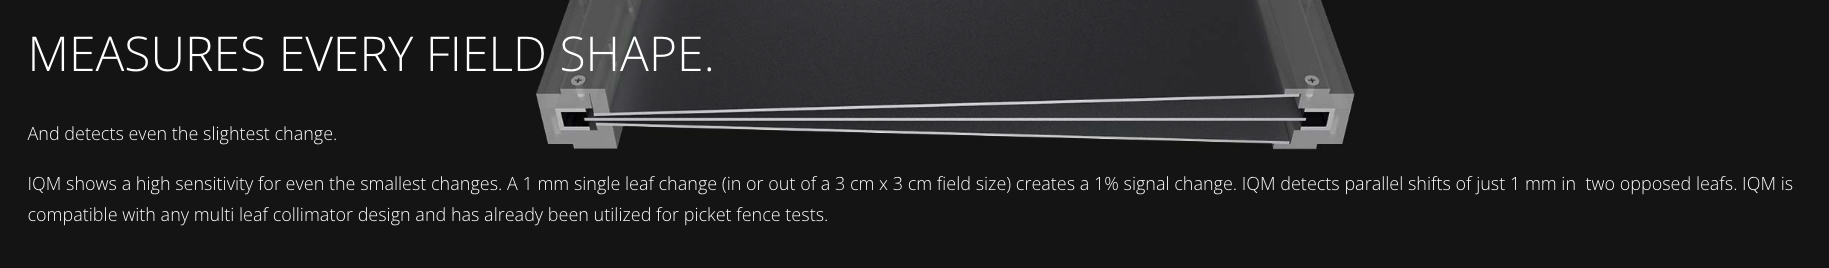 MEASURES EVERY FIELD SHAPE.
And detects even the slightest change.
IQM shows a high sensitivity for even the smallest changes. A 1 mm single leaf change (in or out of a 3 cm x 3 cm field size) creates a 1% signal change. IQM detects parallel shifts of just 1 mm in  two opposed leafs. IQM is
compatible with any multi leaf collimator design and has already been utilized for picket fence tests.